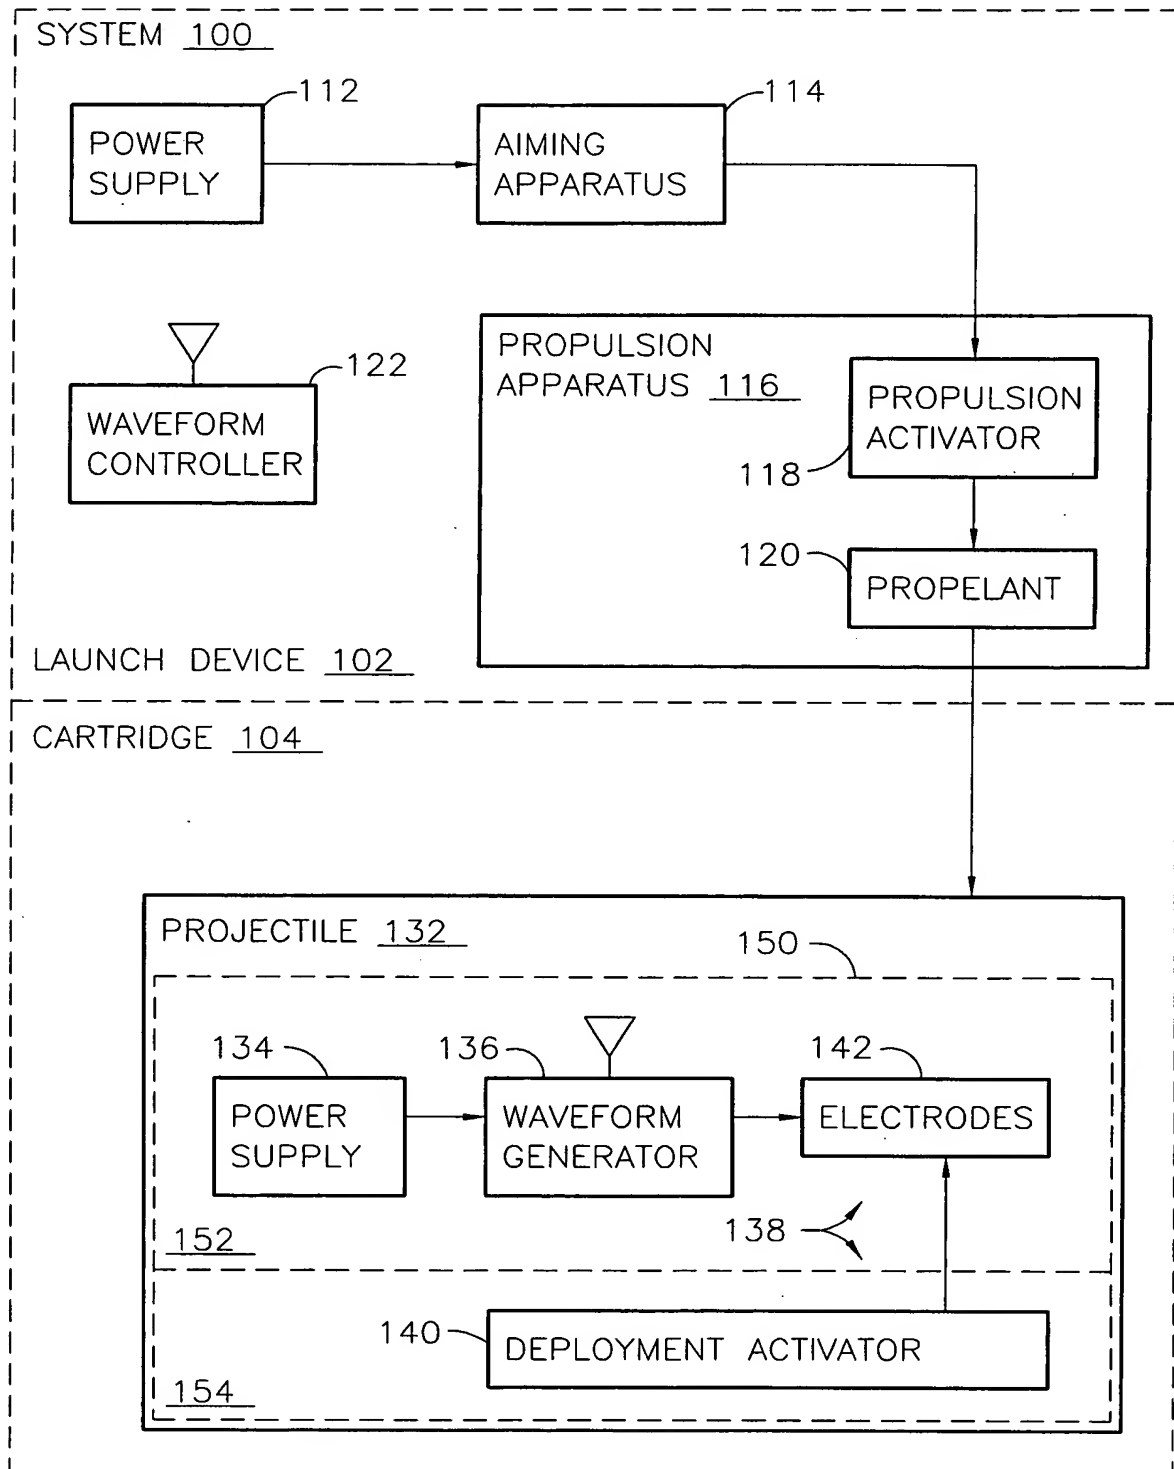 SYSTEM 100
112
POWER
SUPPLY
114
AIMING
APPARATUS
122
WAVEFORM
CONTROLLER
PROPULSION
APPARATUS 116
PROPULSION
ACTIVATOR
118
120
PROPELANT
LAUNCH DEVICE 102
CARTRIDGE 104
PROJECTILE 132
150
134
POWER
SUPPLY
136
WAVEFORM
GENERATOR
142
ELECTRODES
138
152
140
DEPLOYMENT ACTIVATOR
154